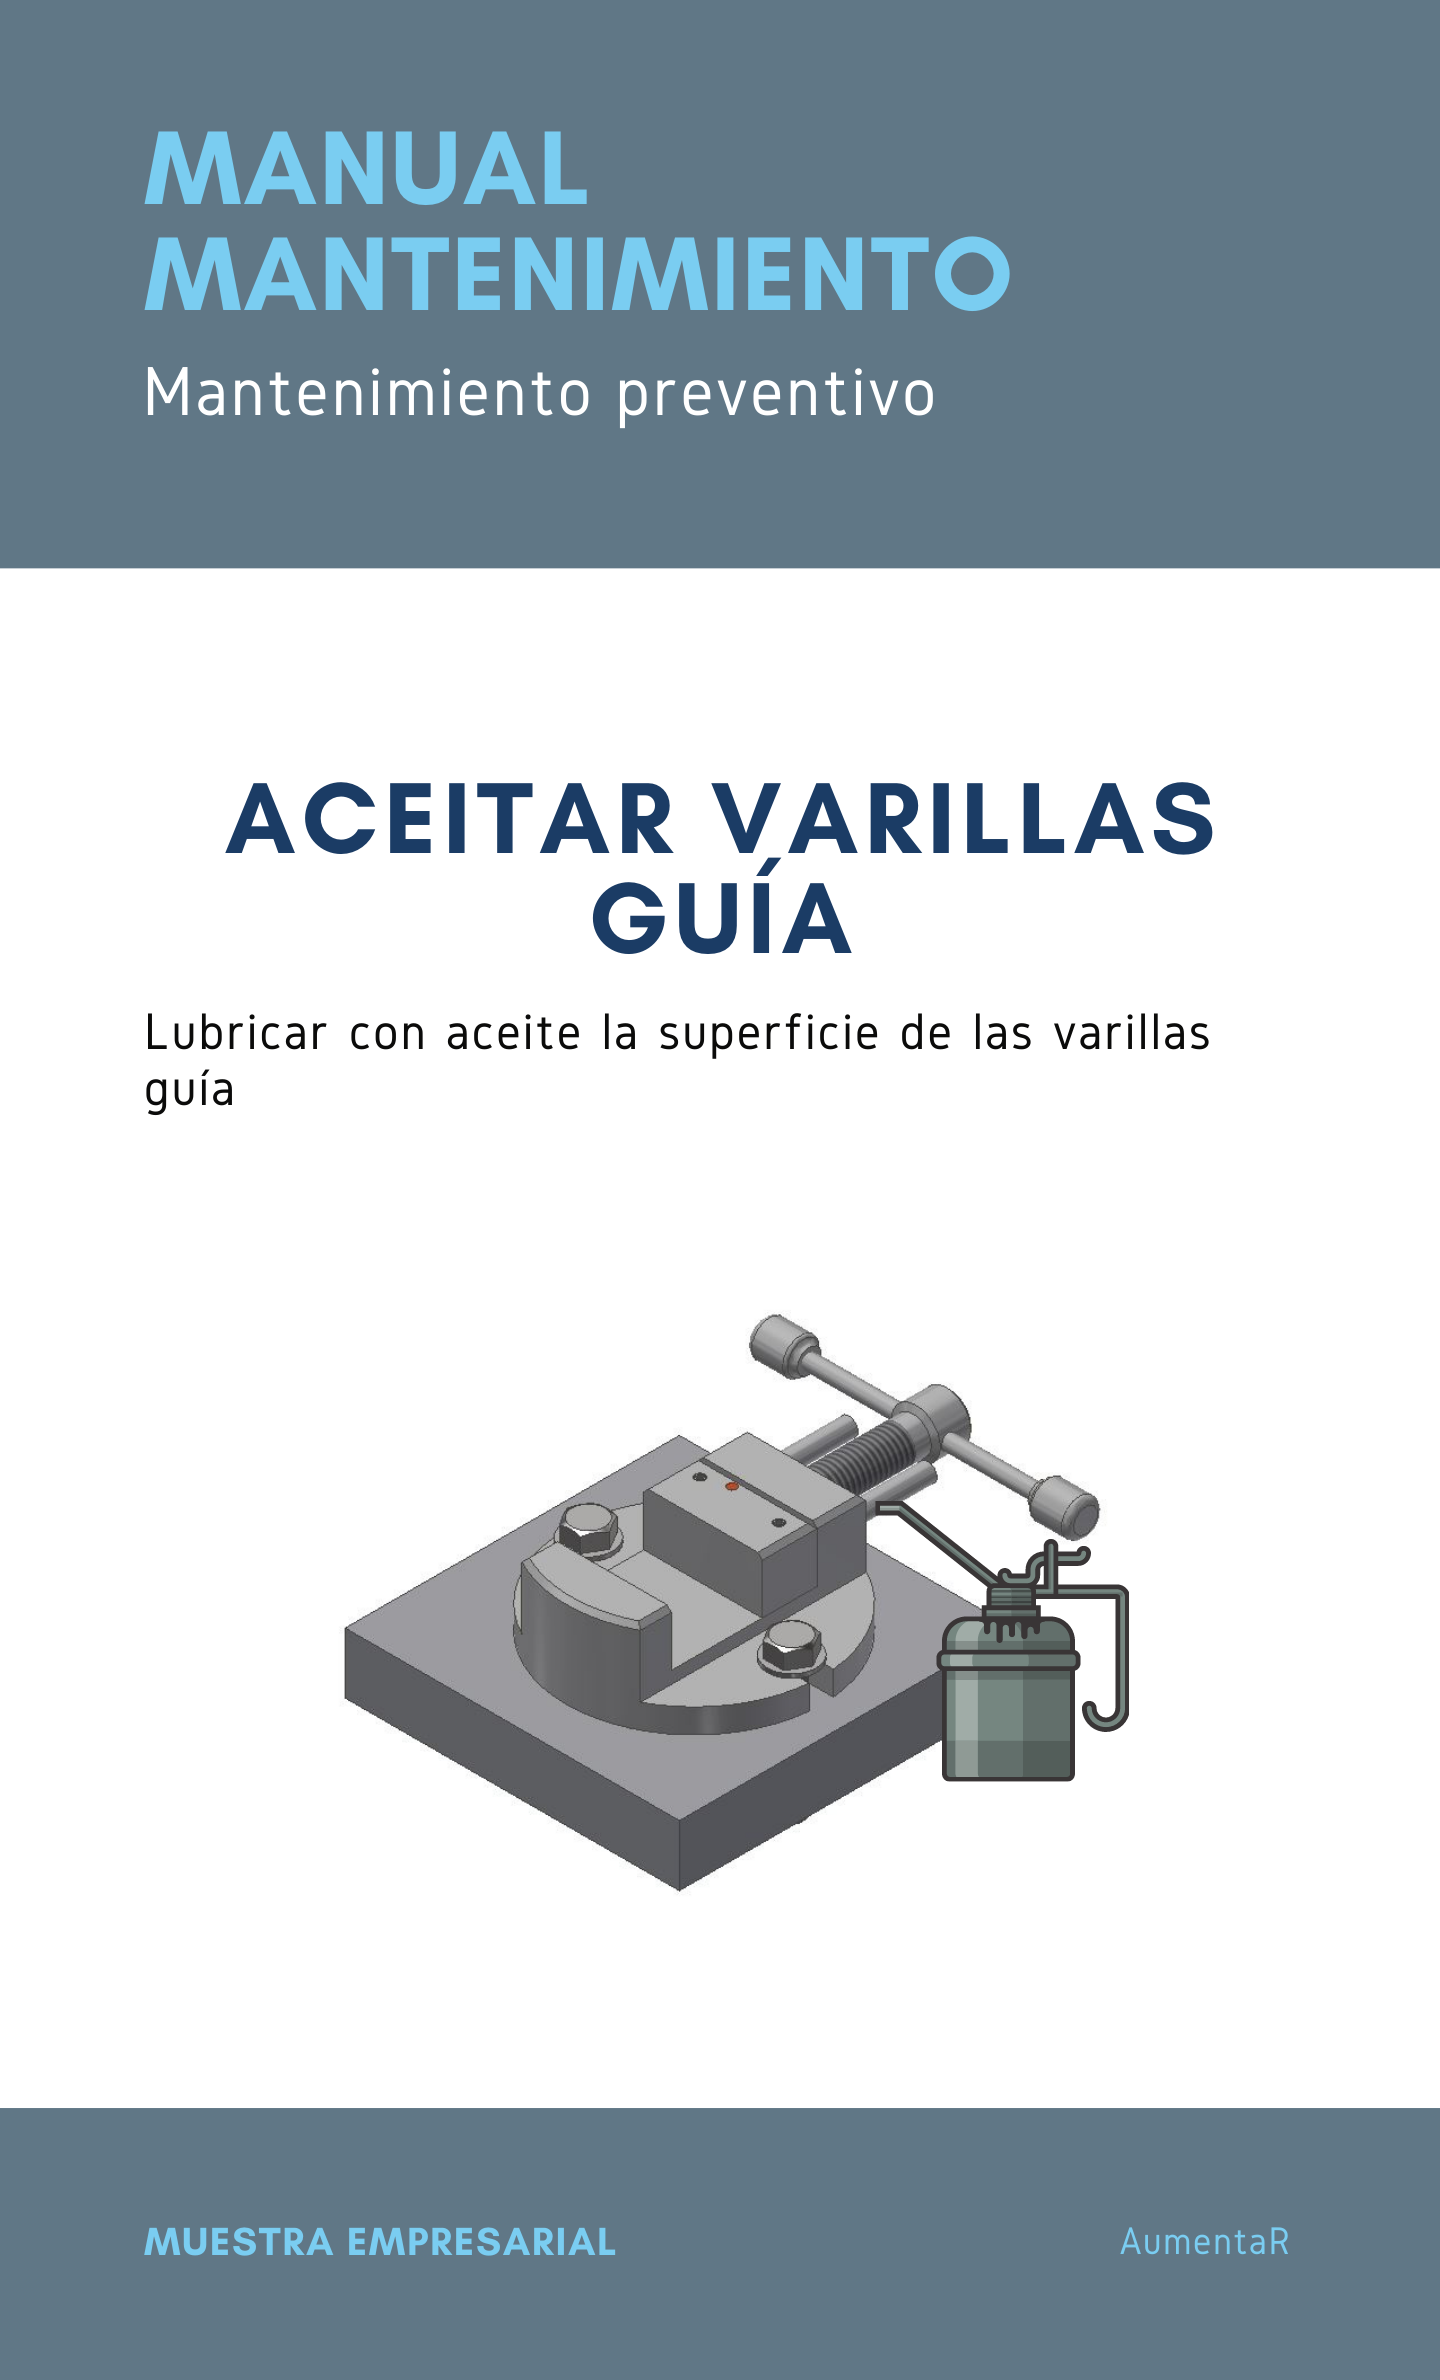 MANUAL
MANTENIMIENTO
Mantenimiento preventivo
ACEITAR VARILLAS
GUÍA
Lubricar con aceite la superficie de las varillas
guía
MUESTRA EMPRESARIAL
AumentaR